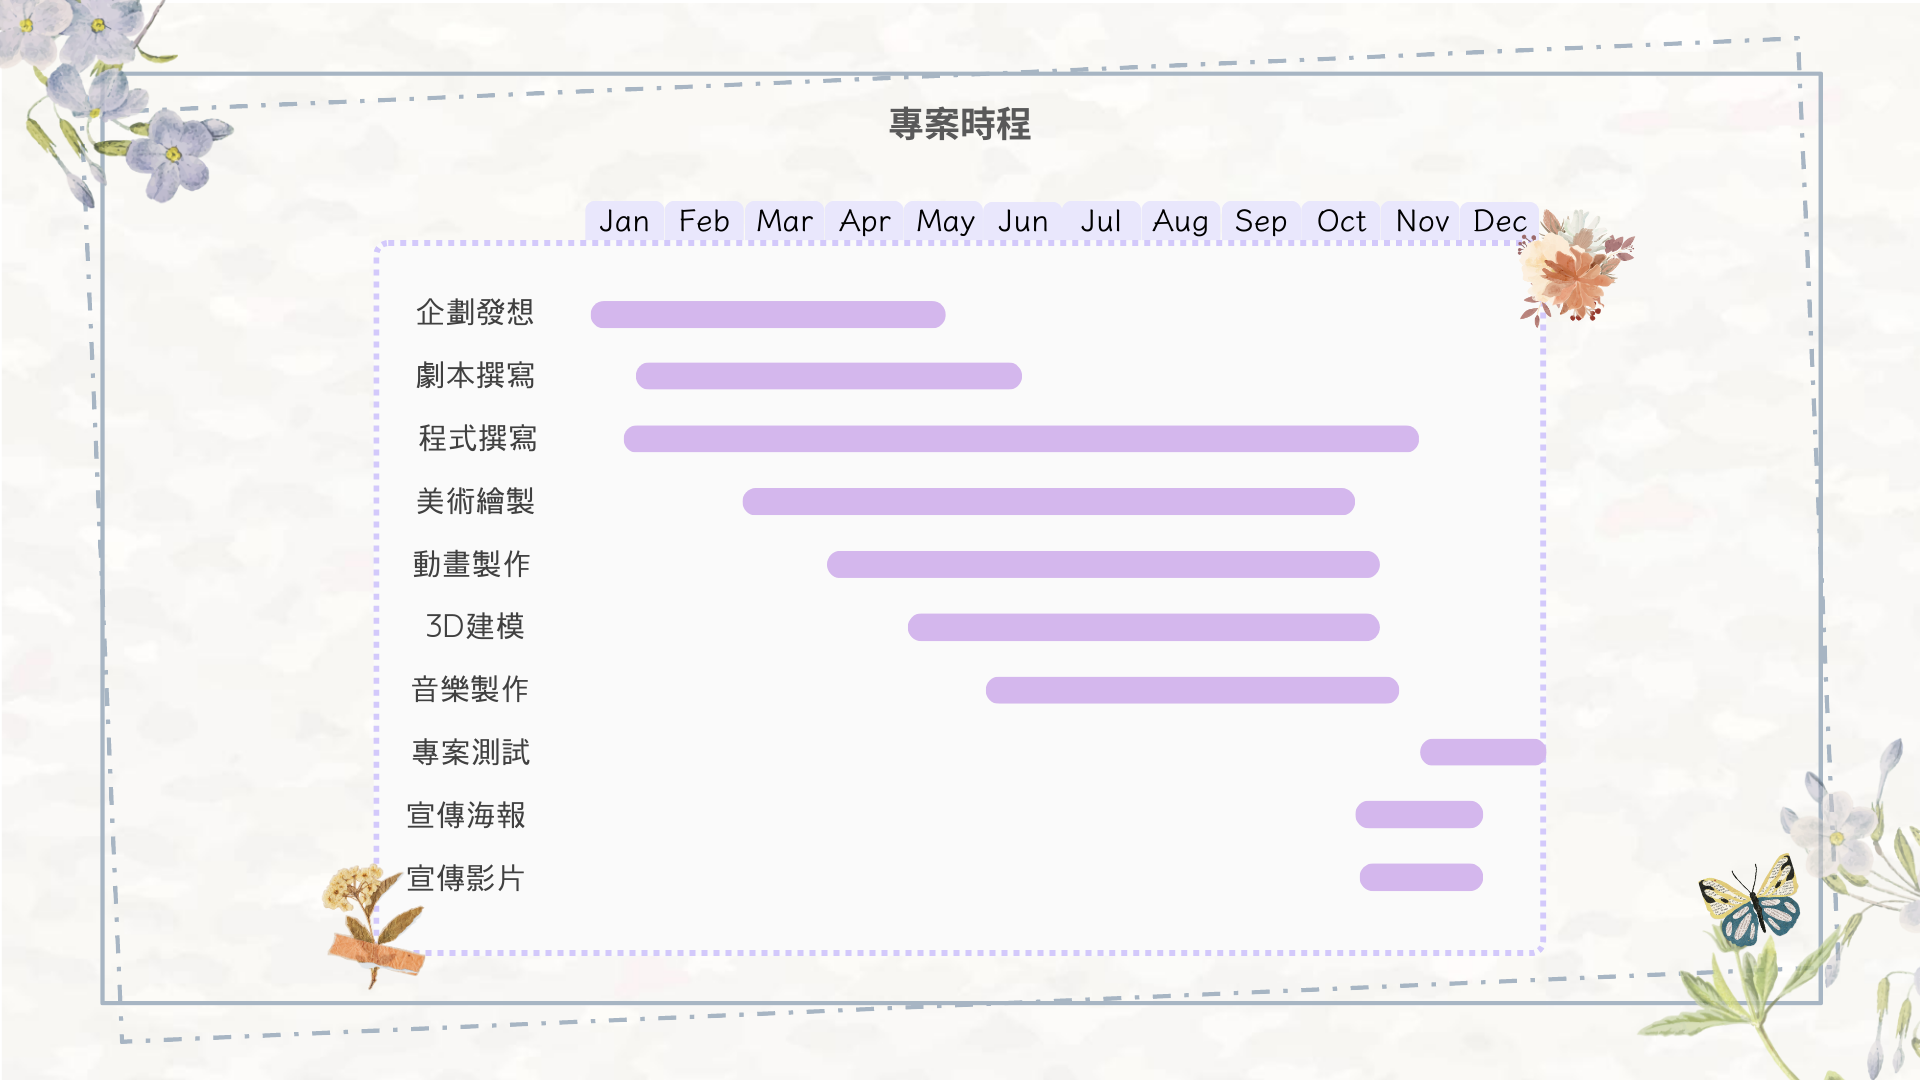 專案時程
Jan Feb Mar Apr May Jun Jul Aug Sep Oct Nov Dec
企劃發想
劇本撰寫
程式撰寫
美術繪製
動畫製作
3D建模
音樂製作
專案測試
宣傳海報
宣傳影片